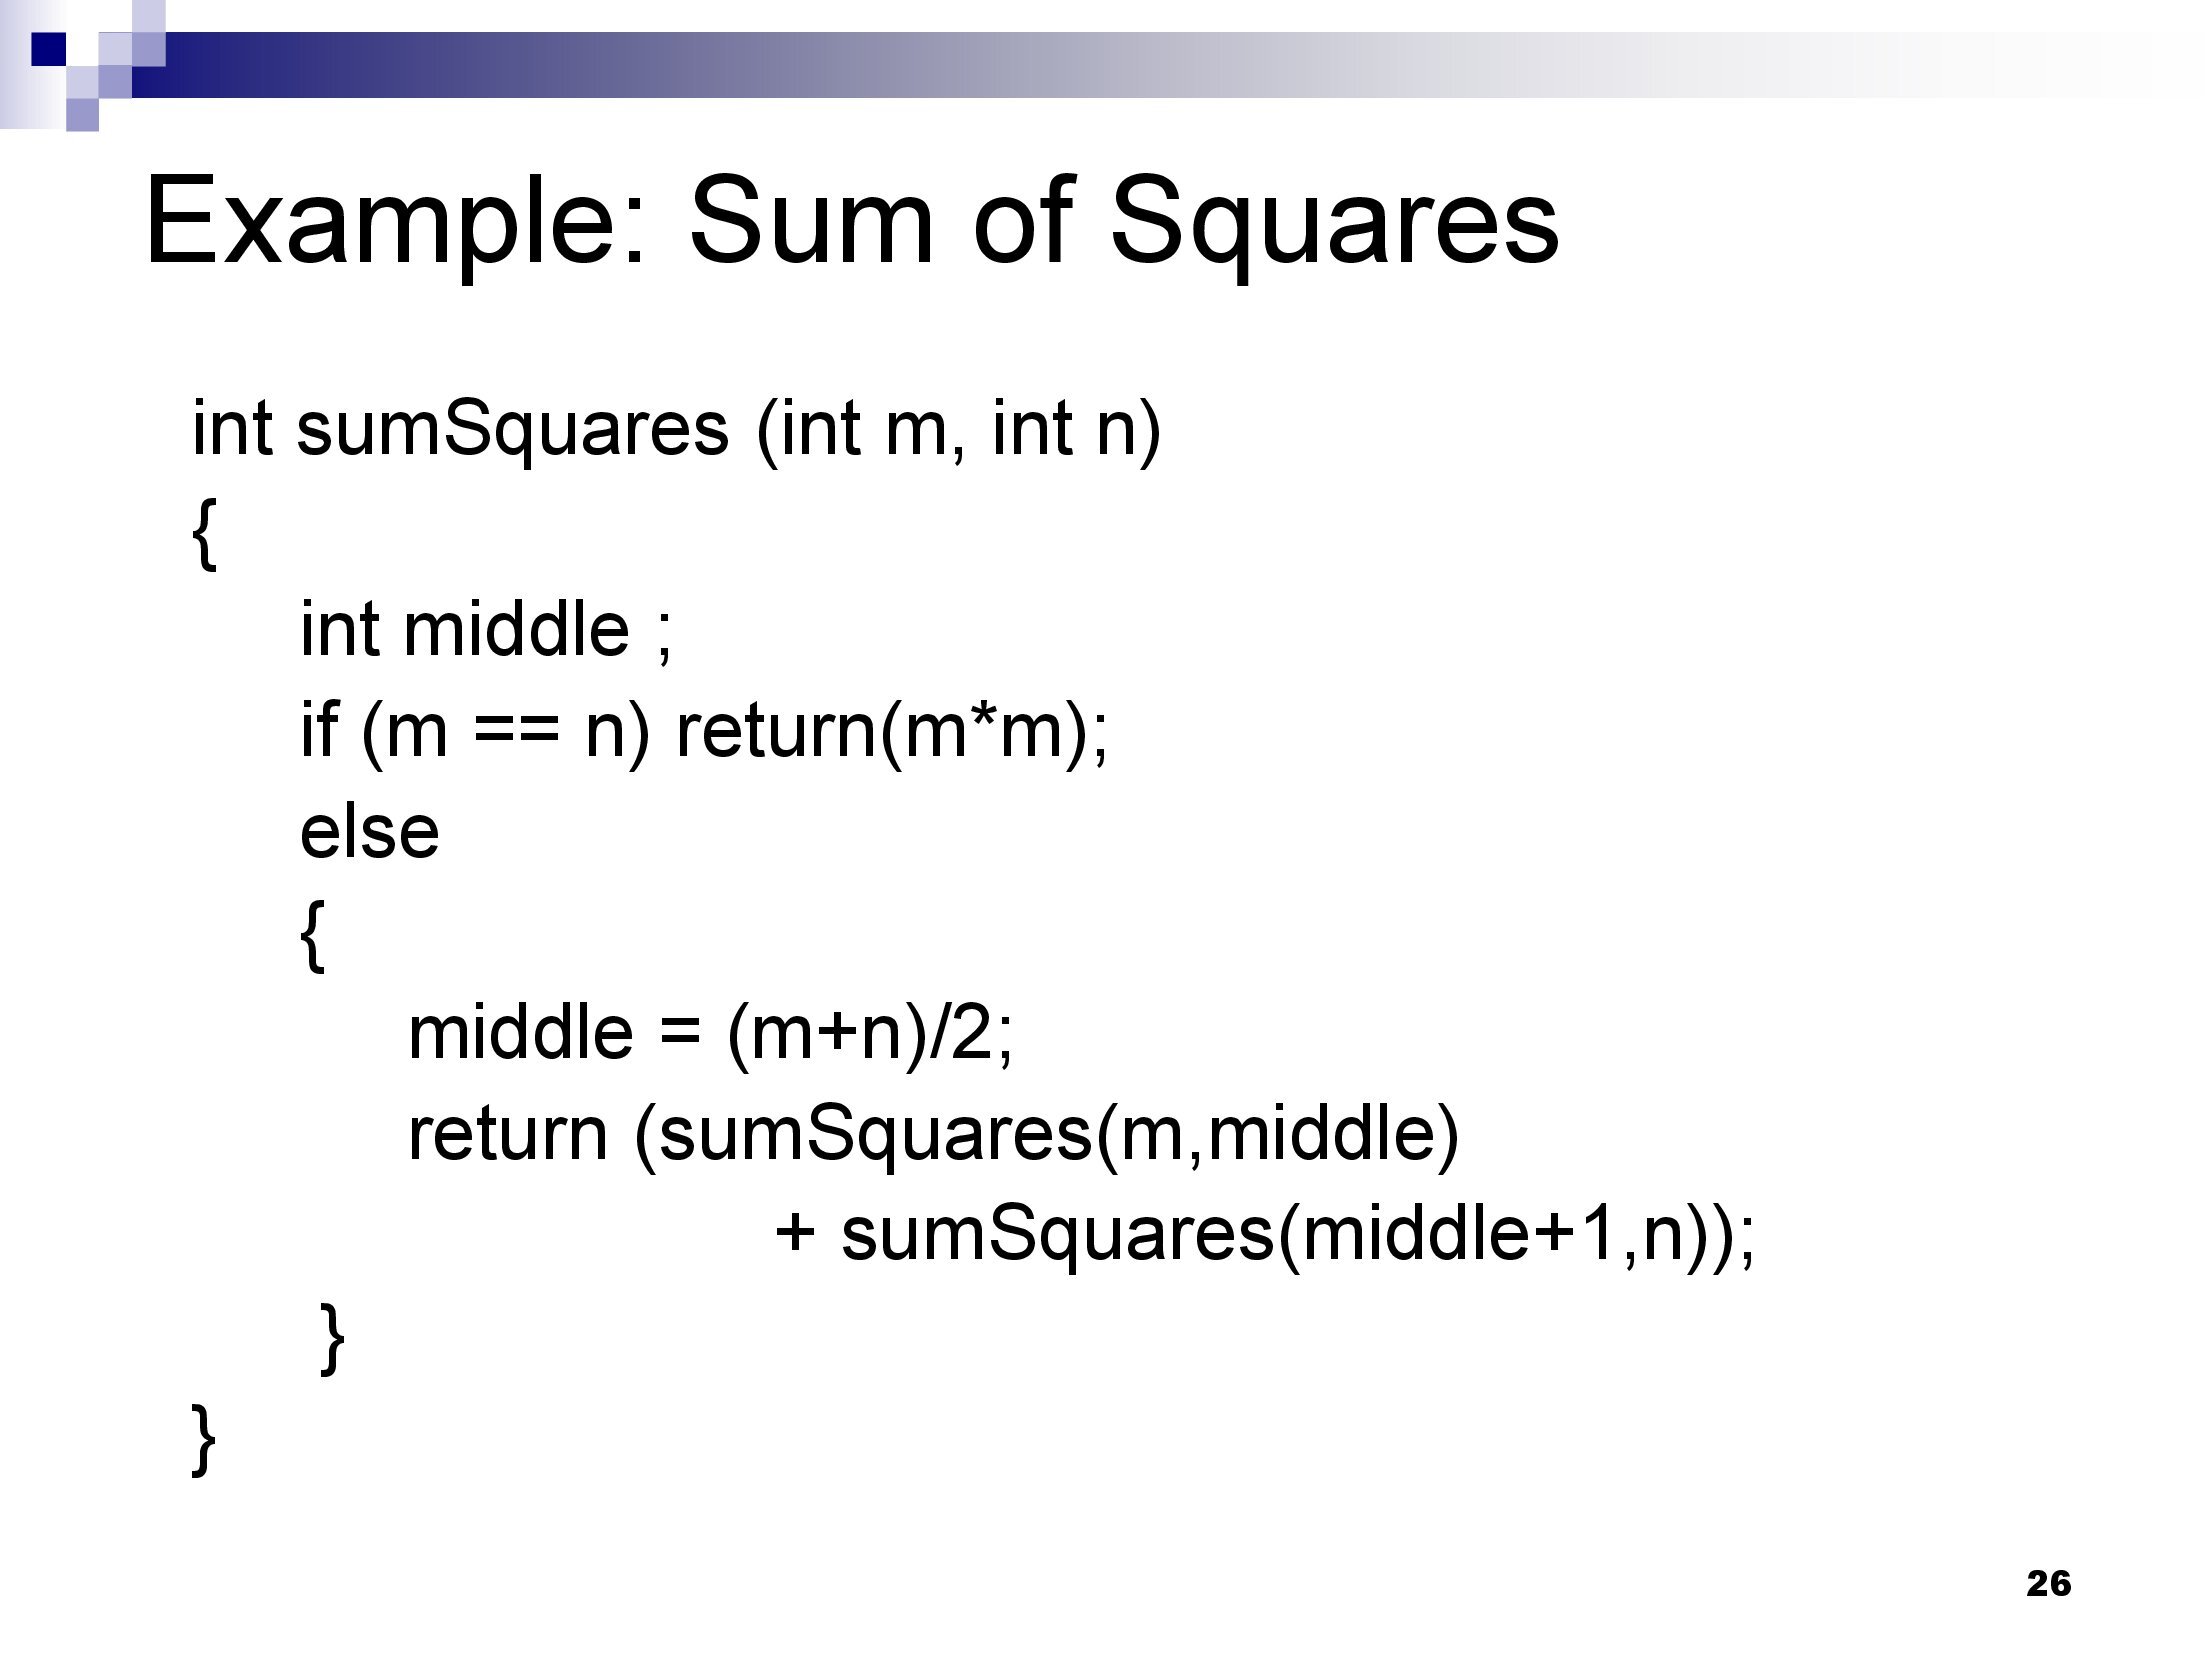 Example: Sum of Squares
int sumSquares (int m, int n)
{
int middle ;
if (m == n) return(m*m);
else
{
middle = (m+n)/2;
return (sumSquares(m,middle)
+ sumSquares(middle+1,n));
}
}
26